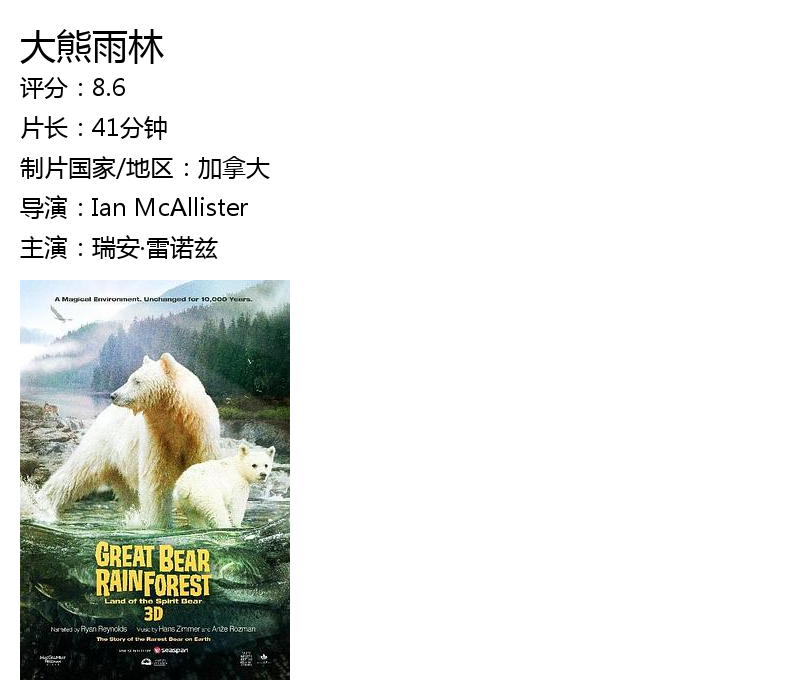 大熊雨林
评分：8.6
片长：41分钟
制片国家/地区：加拿大
导演：Ian McAllister
主演：瑞安·雷诺兹
A Magical Environment. Unchanged for 10,000 Years.
GREAT BEAR
RAINFOREST
Land of the Spirit Bear
3D
Narrated by Ryan Reynolds Music by Hans Zimmer and Anže Rozman
The Story of the Rarest Bear on Earth
seaspan